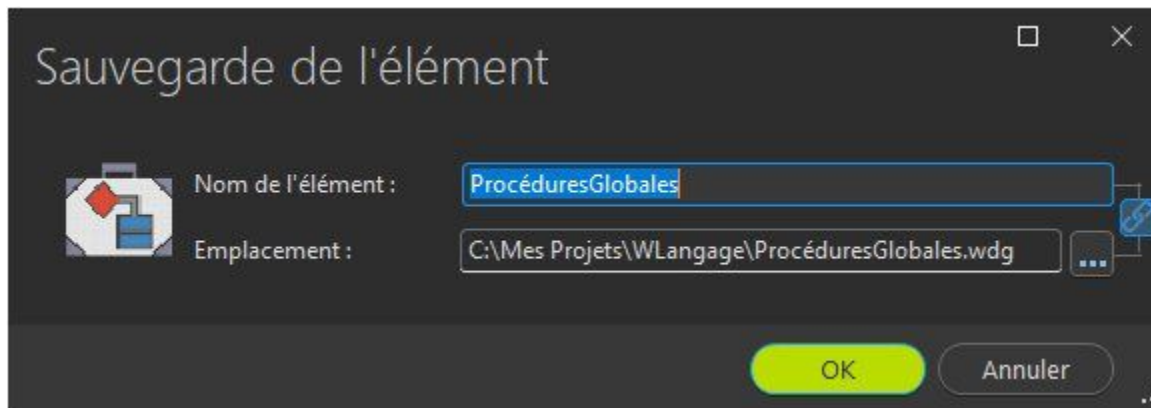 Sauvegarde de l'élément
Nom de l'élément :
ProcéduresGlobales
Emplacement :
C:\Mes Projets\WLangage\ProcéduresGlobales.wdg
...
OK
Annuler